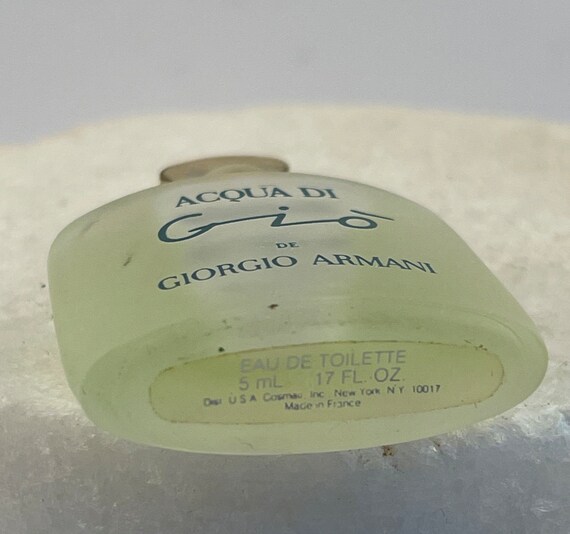 ACQUA DI
Giò
DE
GIORGIO ARMANI
EAU DE TOILETTE
5 mL .17 FL. OZ.
Dist. U S A Cosmair, Inc. New York, N.Y. 10017
Made in France